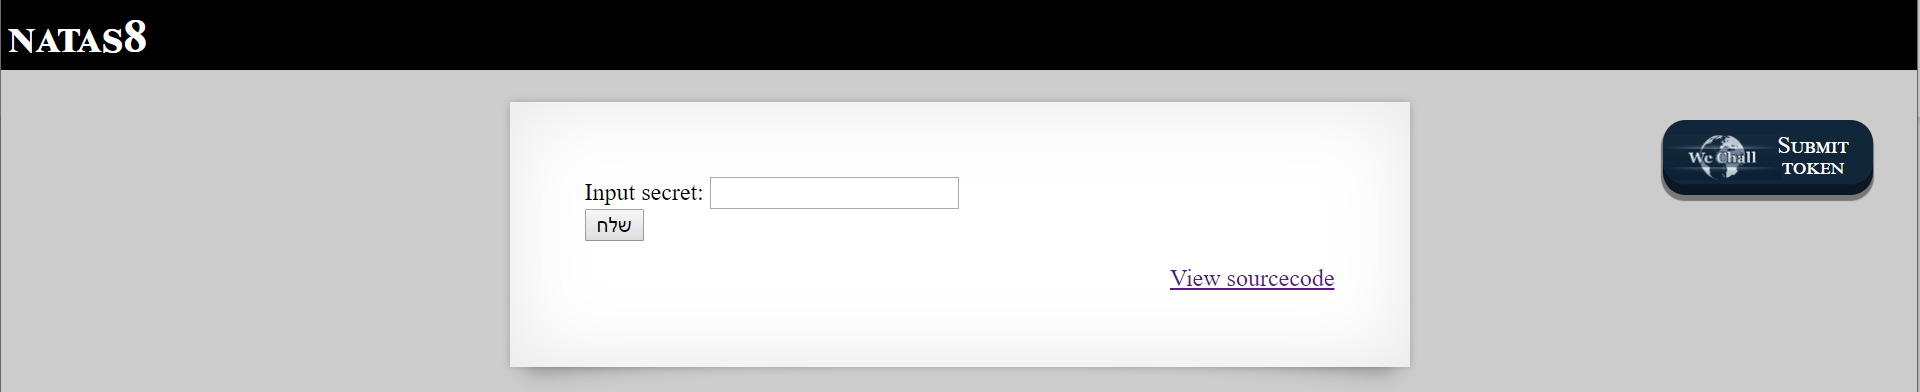 NATAS8
We Chall
SUBMIT
TOKEN
Input secret:
שלח
View sourcecode